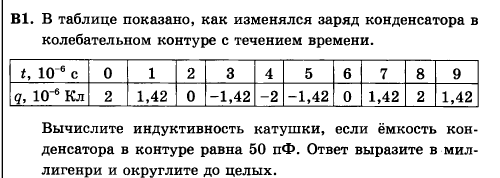 В1. В таблице показано, как изменялся заряд конденсатора в
колебательном контуре с течением времени.
t, 10⁻⁶ с 0 1 2 3 4 5 6 7 8 9
q, 10⁻⁶ Кл 2 1,42 0 −1,42 −2 −1,42 0 1,42 2 1,42
Вычислите индуктивность катушки, если ёмкость кон-
денсатора в контуре равна 50 пФ. Ответ выразите в мил-
лигенри и округлите до целых.